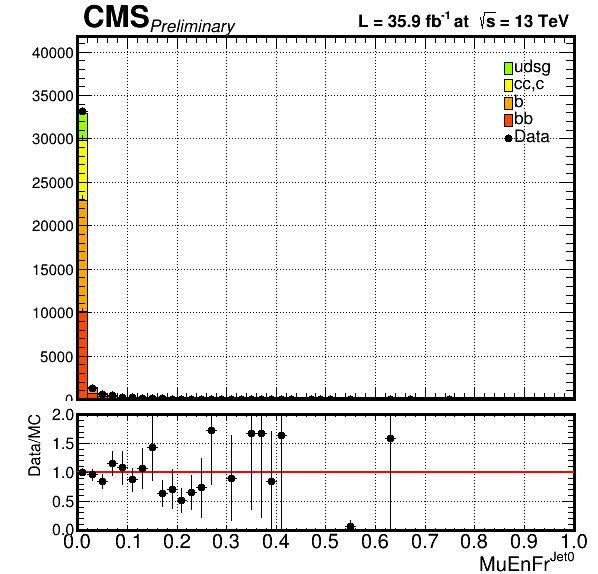 CMS Preliminary L = 35.9 fb⁻¹ at √s = 13 TeV
40000
35000
30000
25000
20000
15000
10000
5000
0
udsg
cc,c
b
bb
Data
Data/MC
2.0
1.5
1.0
0.5
0.0
0.0 0.1 0.2 0.3 0.4 0.5 0.6 0.7 0.8 0.9 1.0
MuEnFr^Jet0